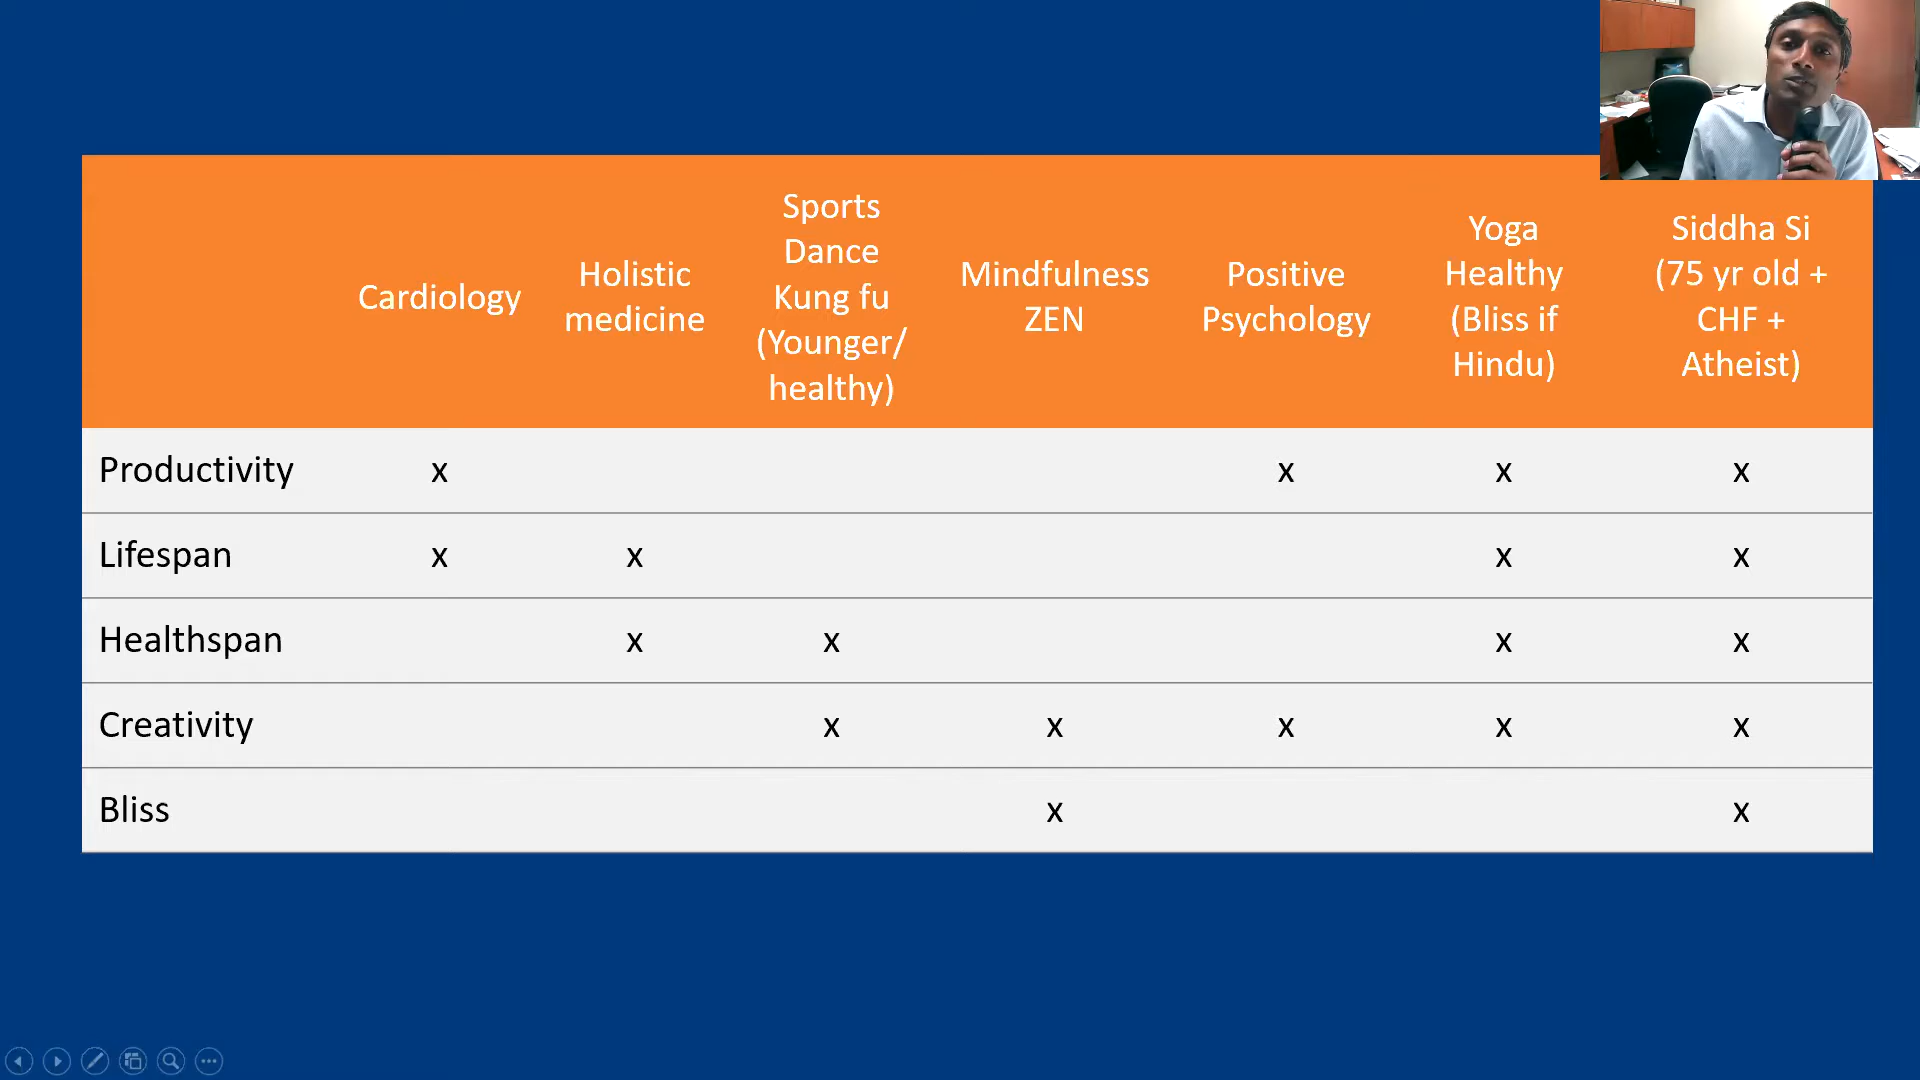 Cardiology
Holistic
medicine
Sports
Dance
Kung fu
(Younger/
healthy)
Mindfulness
ZEN
Positive
Psychology
Yoga
Healthy
(Bliss if
Hindu)
Siddha Si
(75 yr old +
CHF +
Atheist)
Productivity x x x x
Lifespan x x x x
Healthspan x x x x
Creativity x x x x x
Bliss x x